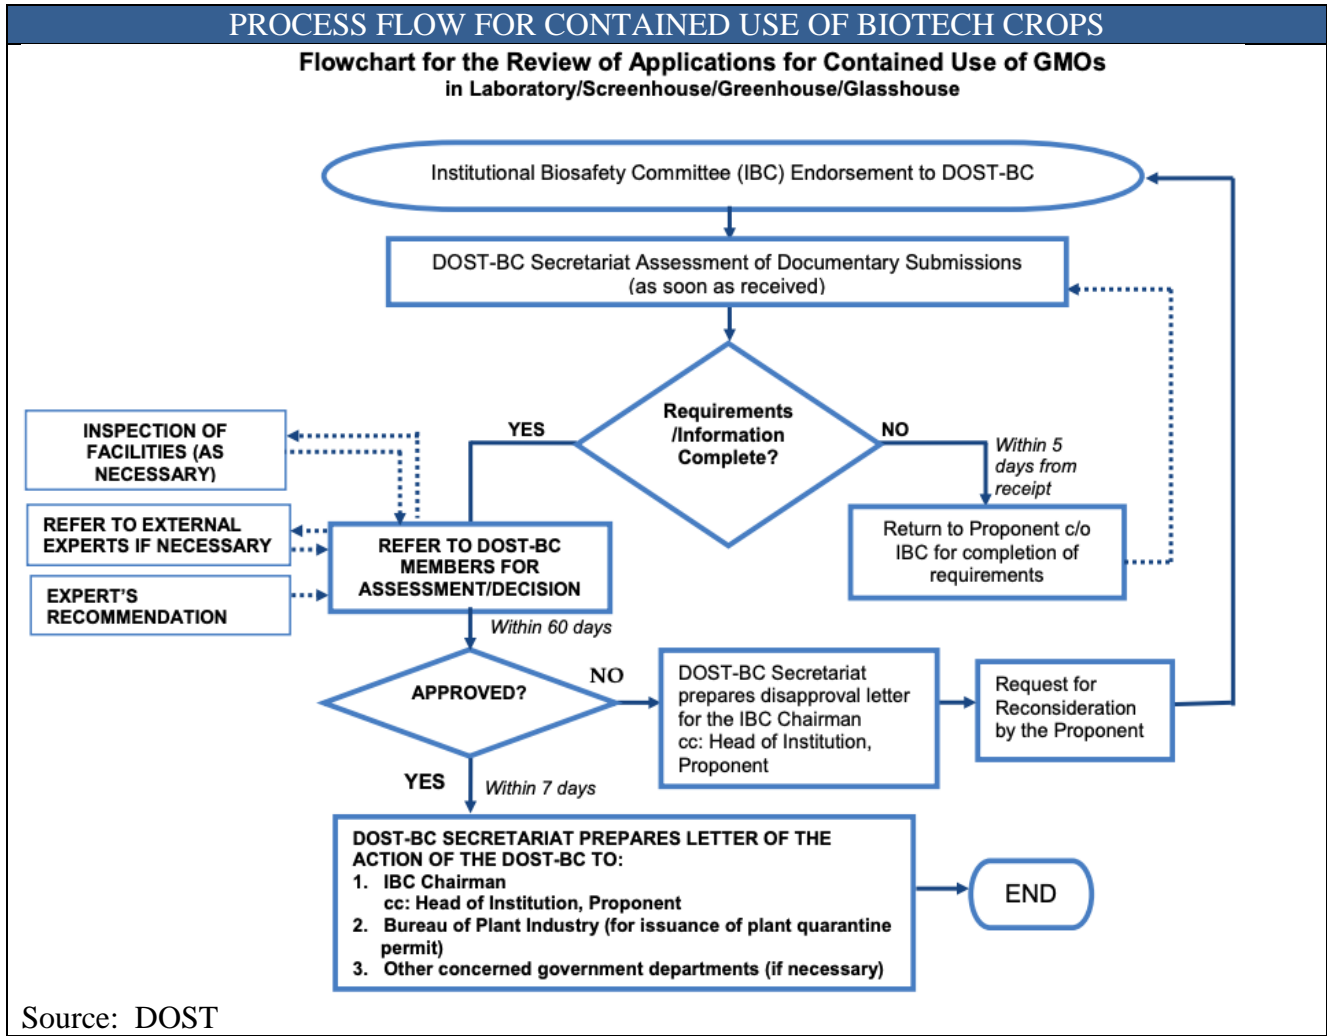 PROCESS FLOW FOR CONTAINED USE OF BIOTECH CROPS
Flowchart for the Review of Applications for Contained Use of GMOs
in Laboratory/Screenhouse/Greenhouse/Glasshouse
Institutional Biosafety Committee (IBC) Endorsement to DOST-BC
DOST-BC Secretariat Assessment of Documentary Submissions
(as soon as received)
Requirements
/Information
Complete?
YES
NO
Within 5
days from
receipt
Return to Proponent c/o
IBC for completion of
requirements
INSPECTION OF
FACILITIES (AS
NECESSARY)
REFER TO EXTERNAL
EXPERTS IF NECESSARY
EXPERT'S
RECOMMENDATION
REFER TO DOST-BC
MEMBERS FOR
ASSESSMENT/DECISION
Within 60 days
APPROVED?
NO
DOST-BC Secretariat
prepares disapproval letter
for the IBC Chairman
cc: Head of Institution,
Proponent
Request for
Reconsideration
by the Proponent
YES
Within 7 days
DOST-BC SECRETARIAT PREPARES LETTER OF THE
ACTION OF THE DOST-BC TO:
1. IBC Chairman
cc: Head of Institution, Proponent
2. Bureau of Plant Industry (for issuance of plant quarantine
permit)
3. Other concerned government departments (if necessary)
END
Source: DOST